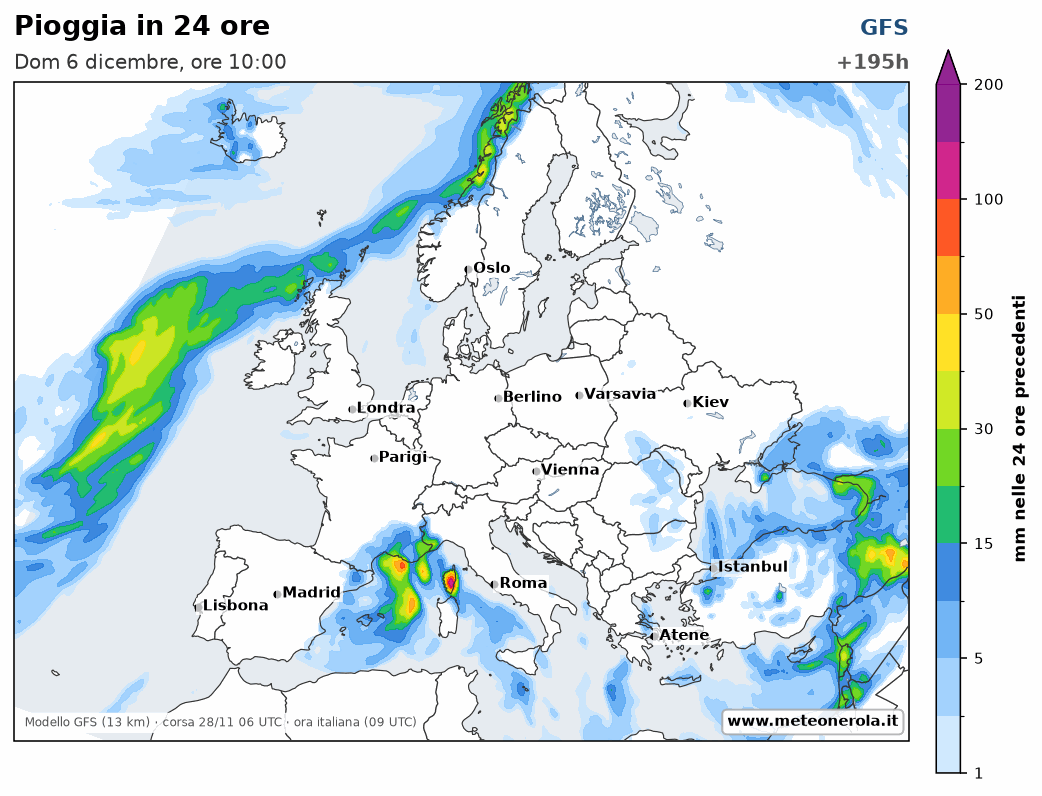 Pioggia in 24 ore
GFS
Dom 6 dicembre, ore 10:00
+195h
200
100
50
30
15
5
1
mm nelle 24 ore precedenti
Oslo
Berlino
Varsavia
Kiev
Londra
Parigi
Vienna
Istanbul
Roma
Madrid
Lisbona
Atene
Modello GFS (13 km) · corsa 28/11 06 UTC · ora italiana (09 UTC)
www.meteonerola.it